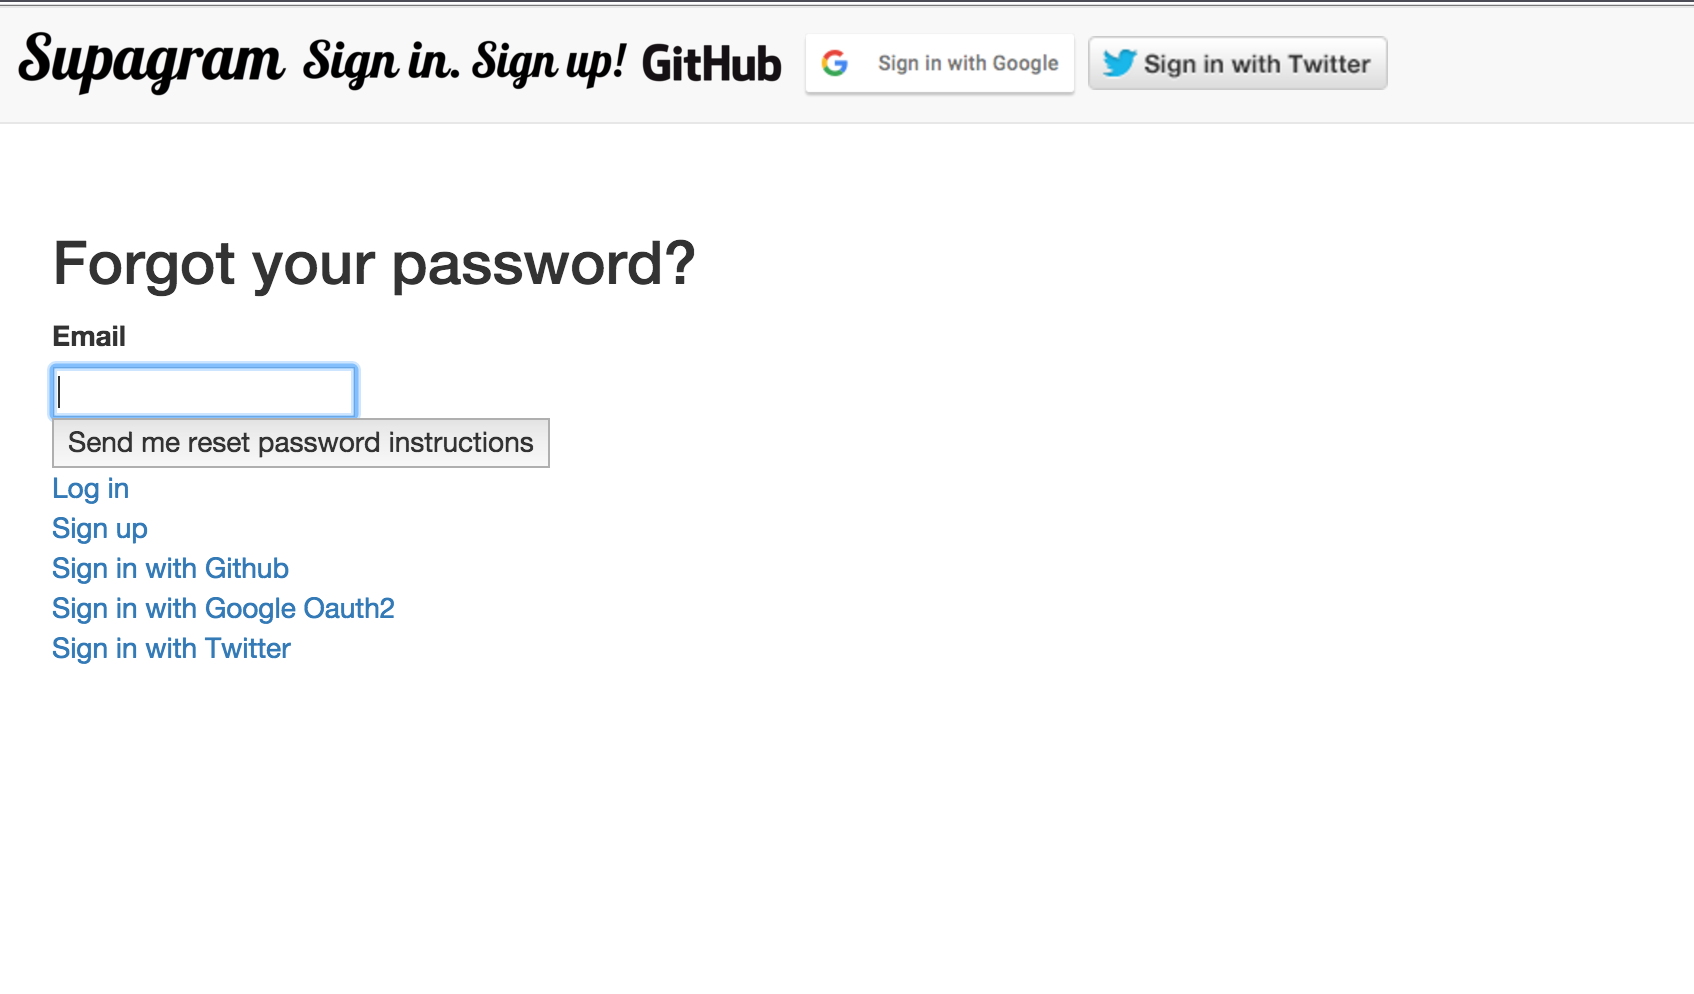 Supagram Sign in. Sign up! GitHub Sign in with Google Sign in with Twitter
Forgot your password?
Email
Send me reset password instructions
Log in
Sign up
Sign in with Github
Sign in with Google Oauth2
Sign in with Twitter